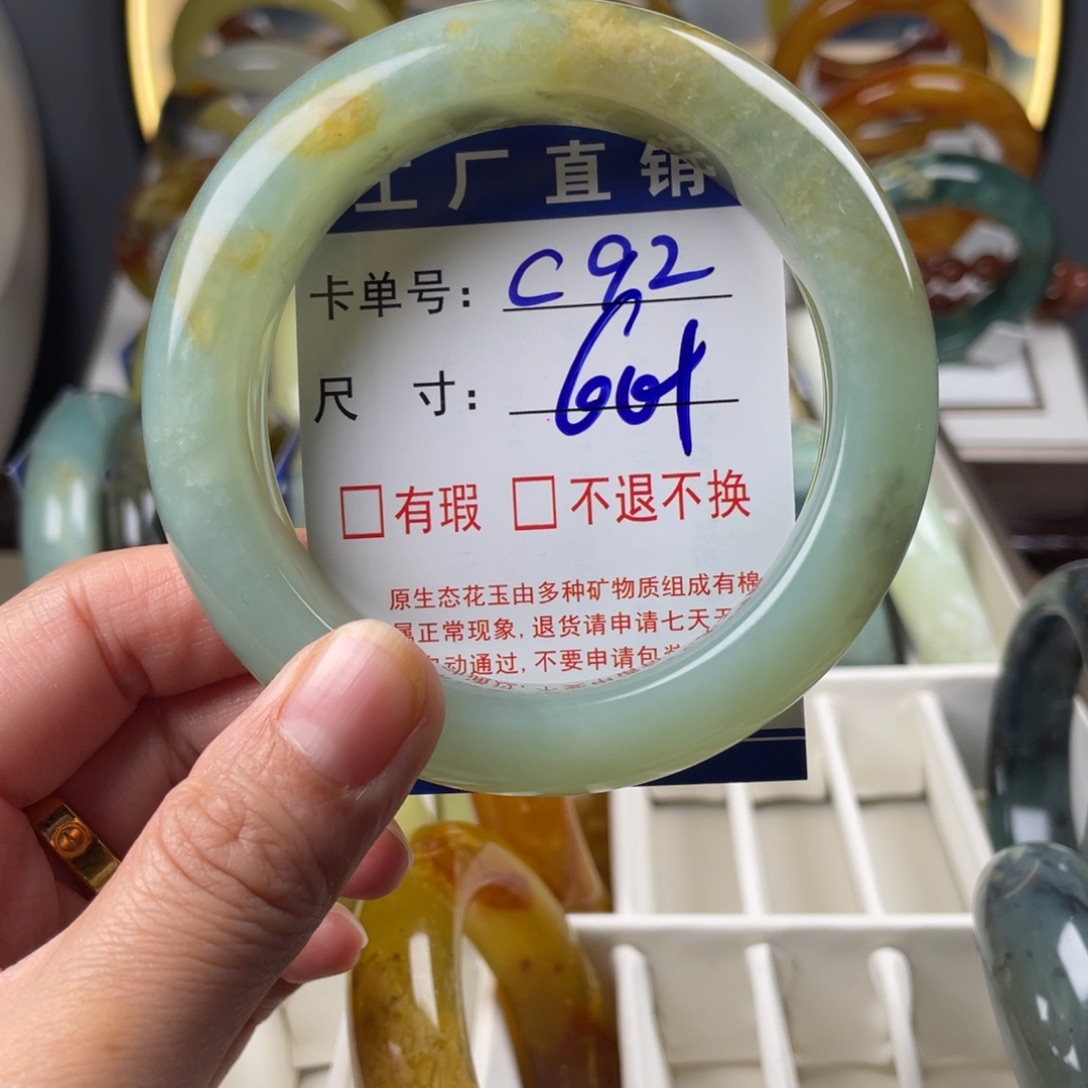 工厂直销
卡单号：C92
尺 寸：
□有瑕 □不退不换
原生态花玉由多种矿物质组成有棉
属正常现象,退货请申请七天无
动通过,不要申请包